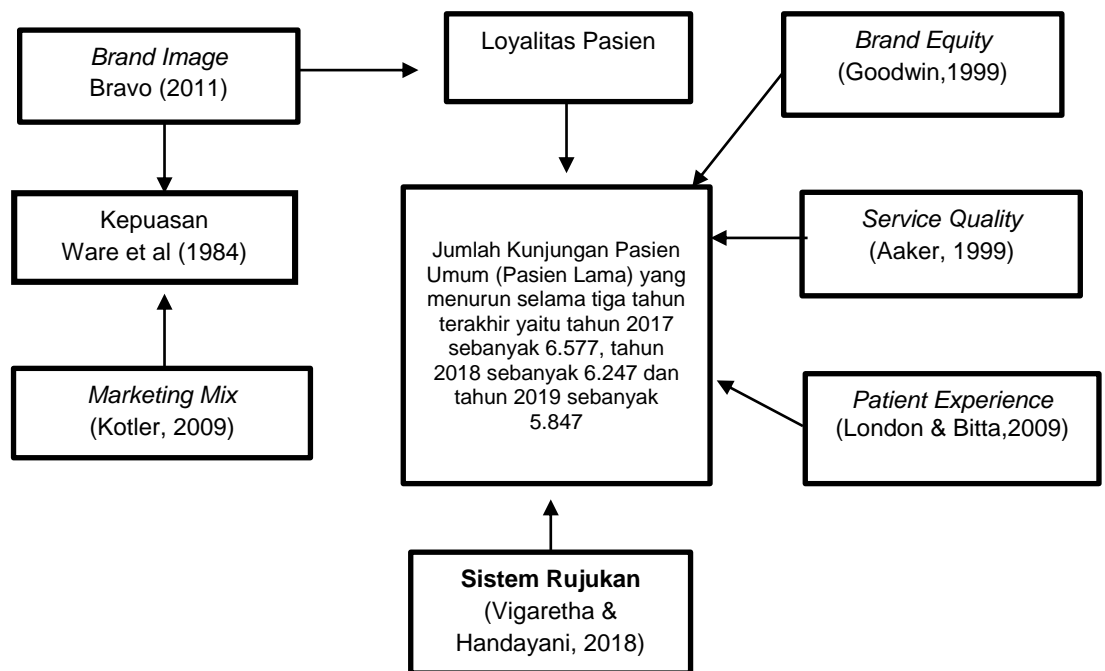 Brand Image
Bravo (2011)
Loyalitas Pasien
Brand Equity
(Goodwin,1999)
Kepuasan
Ware et al (1984)
Jumlah Kunjungan Pasien
Umum (Pasien Lama) yang
menurun selama tiga tahun
terakhir yaitu tahun 2017
sebanyak 6.577, tahun
2018 sebanyak 6.247 dan
tahun 2019 sebanyak
5.847
Service Quality
(Aaker, 1999)
Marketing Mix
(Kotler, 2009)
Patient Experience
(London & Bitta,2009)
Sistem Rujukan
(Vigaretha &
Handayani, 2018)